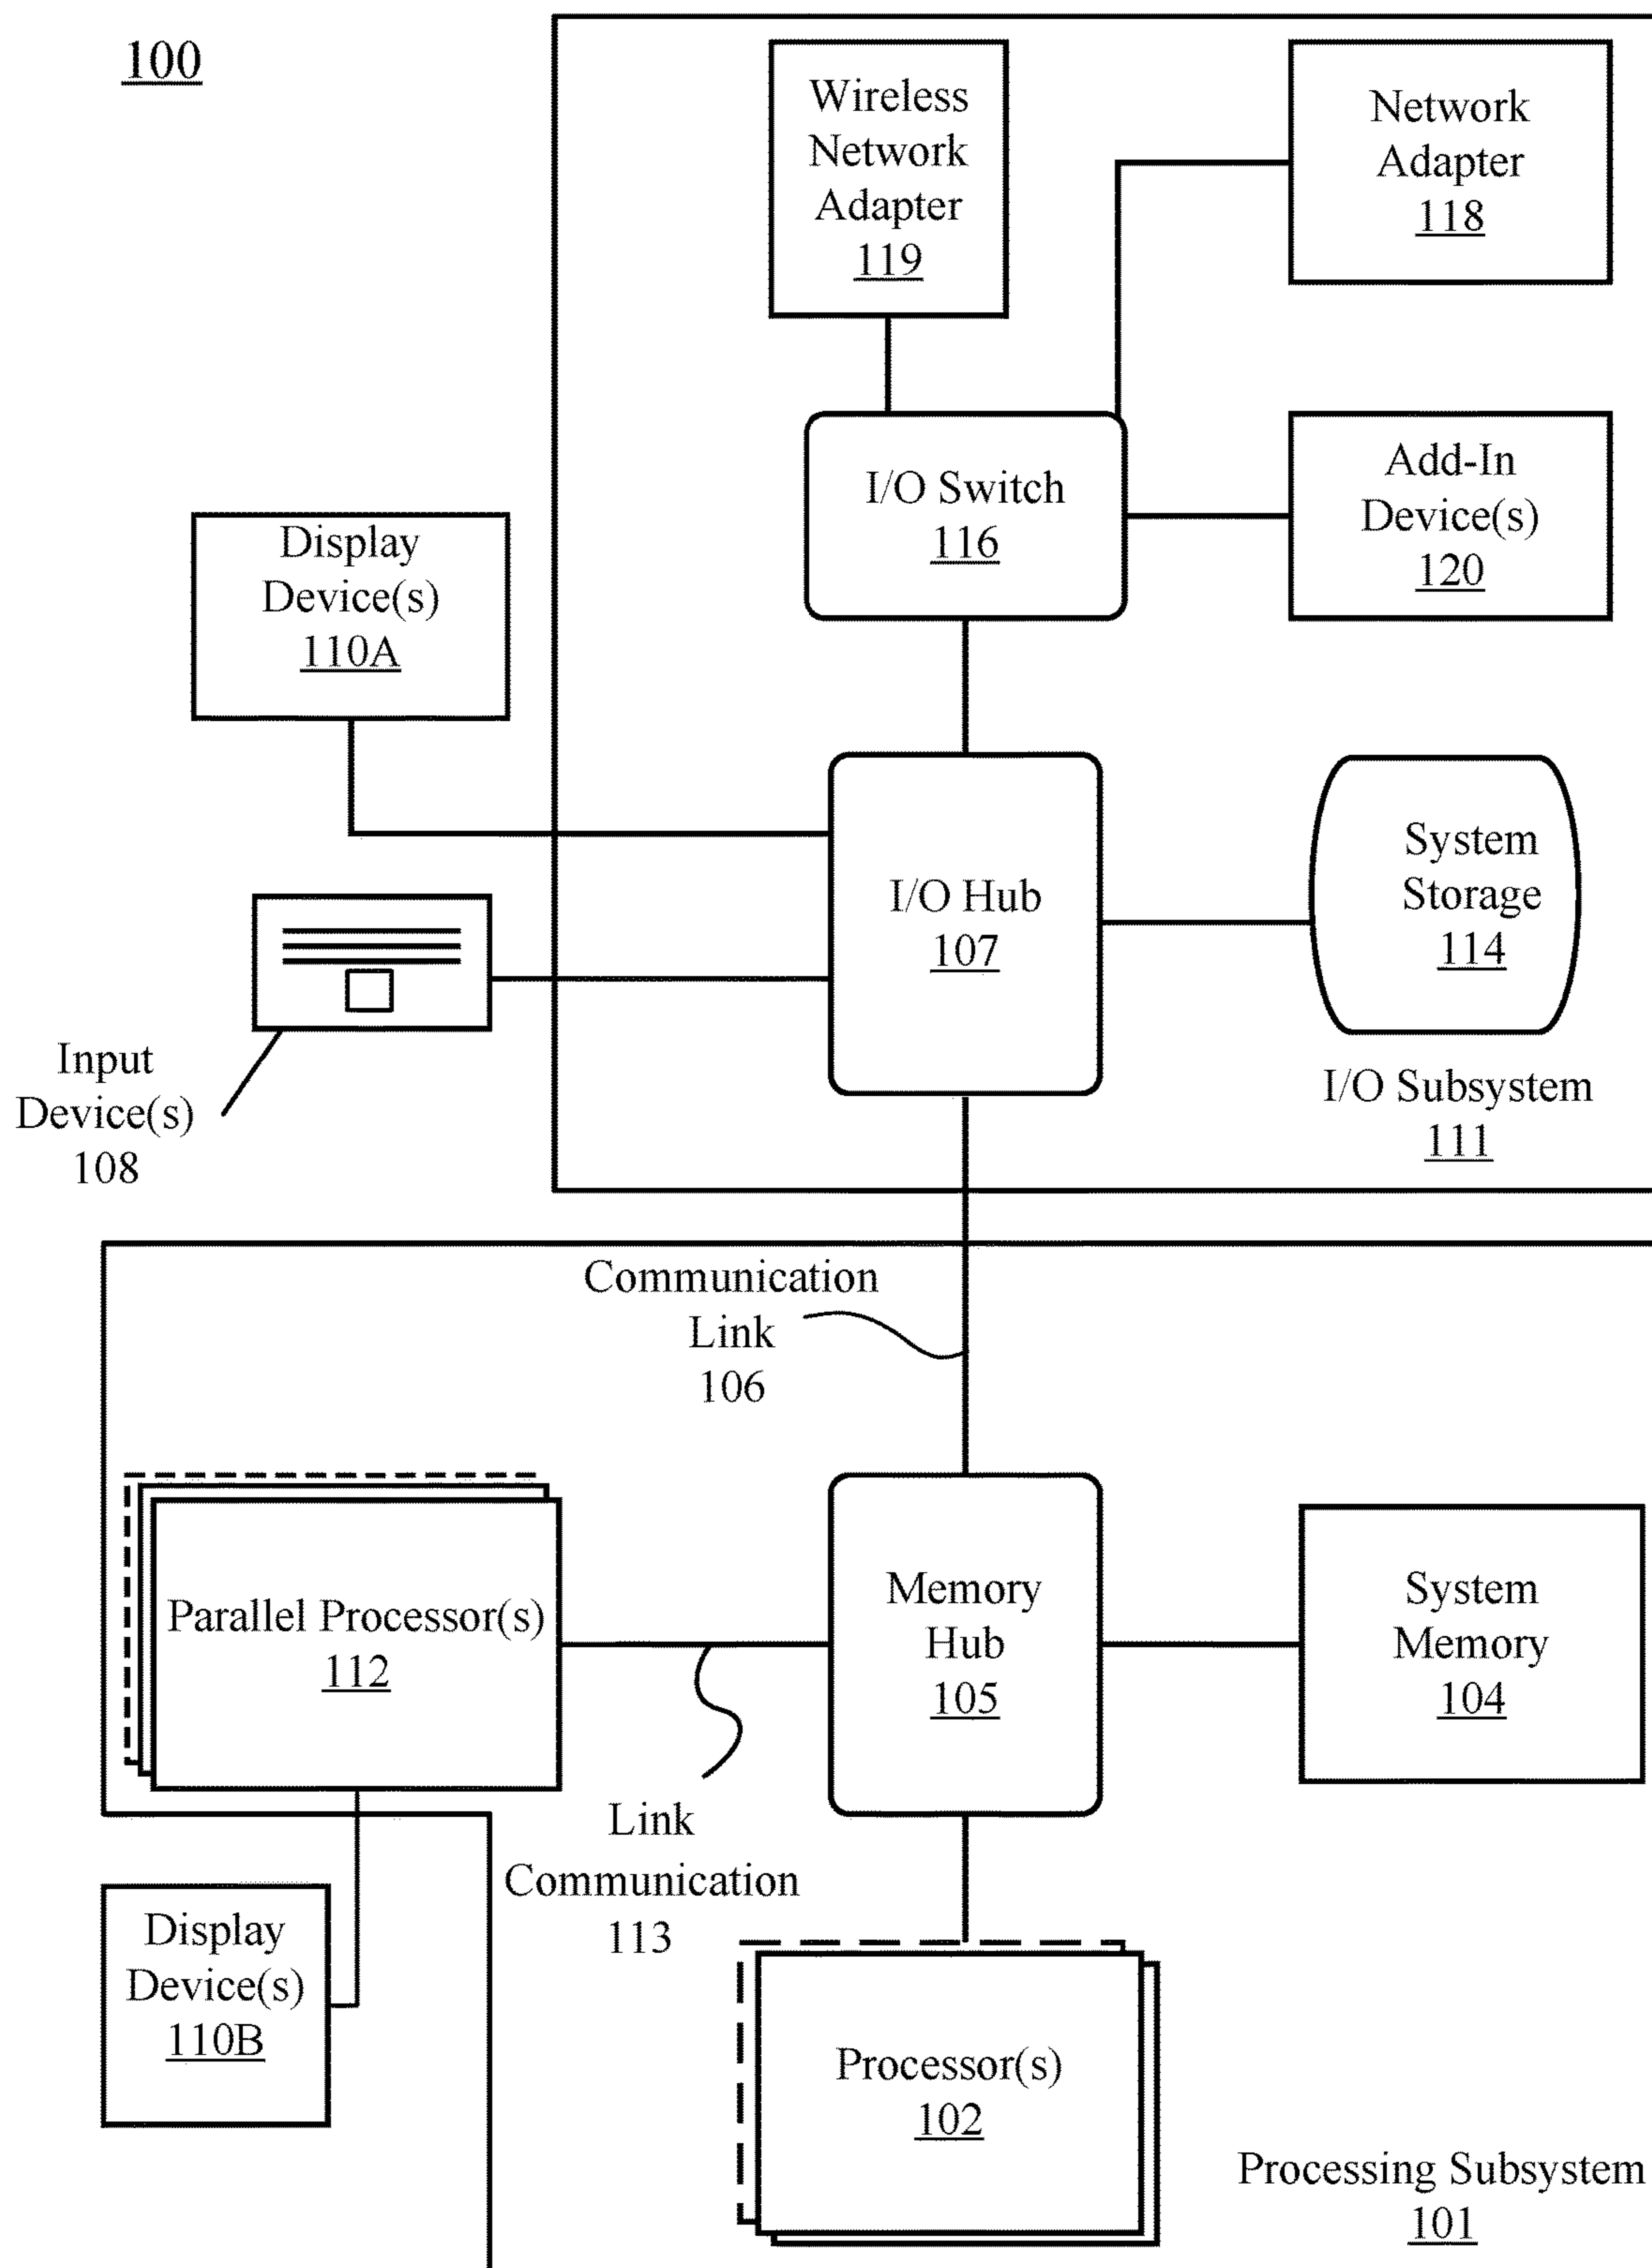 100
Wireless
Network
Adapter
119
Network
Adapter
118
I/O Switch
116
Add-In
Device(s)
120
Display
Device(s)
110A
I/O Hub
107
System
Storage
114
Input
Device(s)
108
I/O Subsystem
111
Communication
Link
106
Parallel Processor(s)
112
Memory
Hub
105
System
Memory
104
Link
Communication
113
Display
Device(s)
110B
Processor(s)
102
Processing Subsystem
101